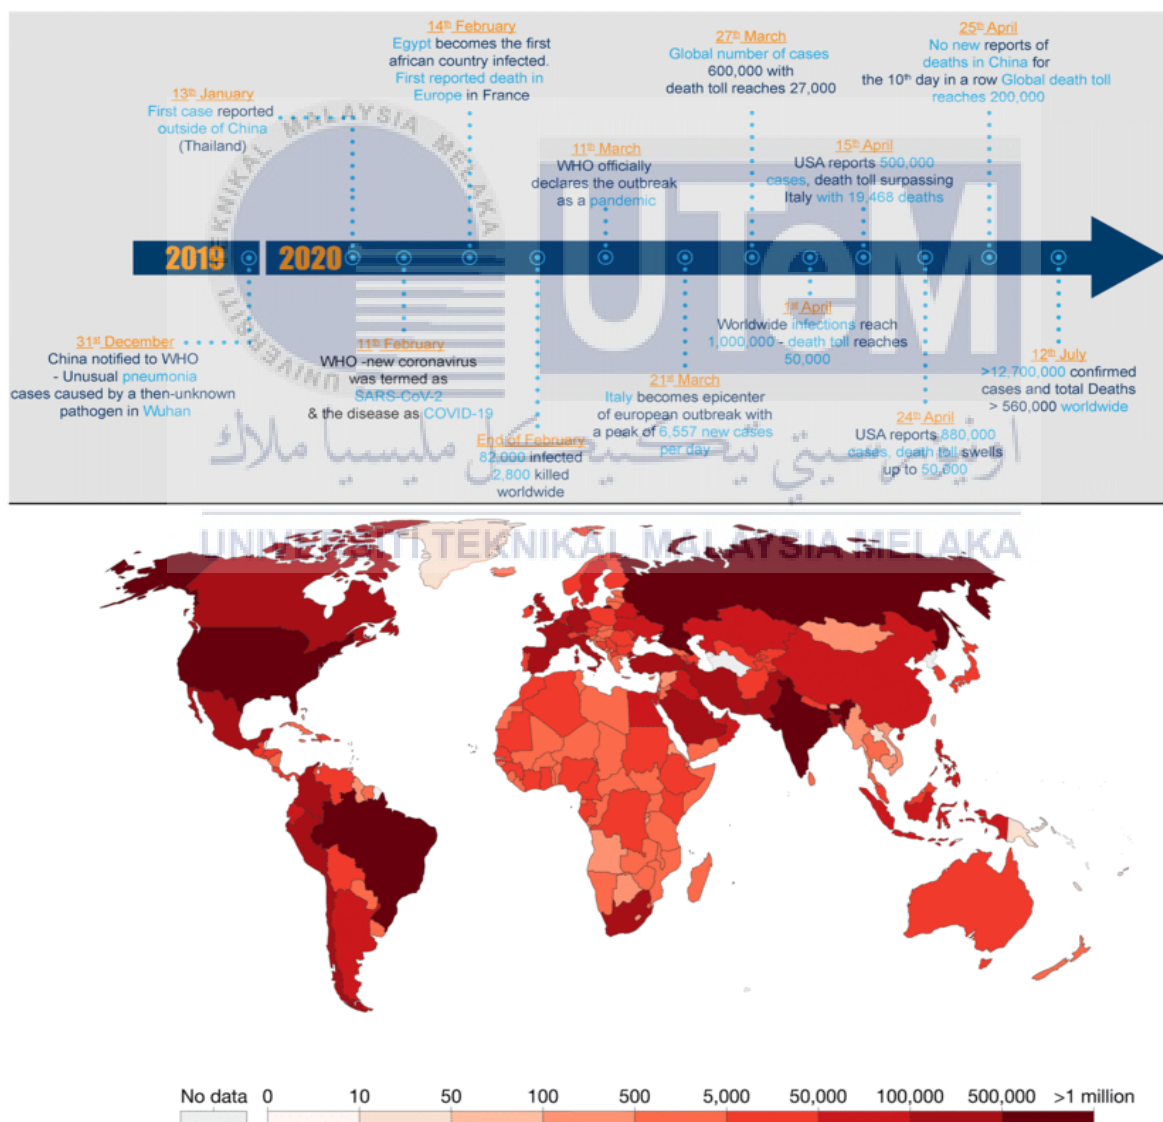 14th February
Egypt becomes the first
african country infected.
First reported death in
Europe in France
27th March
Global number of cases
600,000 with
death toll reaches 27,000
25th April
No new reports of
deaths in China for
the 10th day in a row Global death toll
reaches 200,000
13th January
First case reported
outside of China
(Thailand)
11th March
WHO officially
declares the outbreak
as a pandemic
15th April
USA reports 500,000
cases, death toll surpassing
Italy with 19,468 deaths
2019 2020
31st December
China notified to WHO
- Unusual pneumonia
cases caused by a then-unknown
pathogen in Wuhan
11th February
WHO -new coronavirus
was termed as
SARS-CoV-2
& the disease as COVID-19
End of February
82,000 infected
2,800 killed
worldwide
21st March
Italy becomes epicenter
of european outbreak with
a peak of 6,557 new cases
per day
1st April
Worldwide infections reach
1,000,000 - death toll reaches
50,000
24th April
USA reports 880,000
cases, death toll swells
up to 50,000
12th July
>12,700,000 confirmed
cases and total Deaths
> 560,000 worldwide
UNIVERSITI TEKNIKAL MALAYSIA MELAKA
UTeM
اونيۏرسيتي تيكنيكل مليسيا ملاك
UNIVERSITI TEKNIKAL MALAYSIA MELAKA
No data 0 10 50 100 500 5,000 50,000 100,000 500,000 >1 million